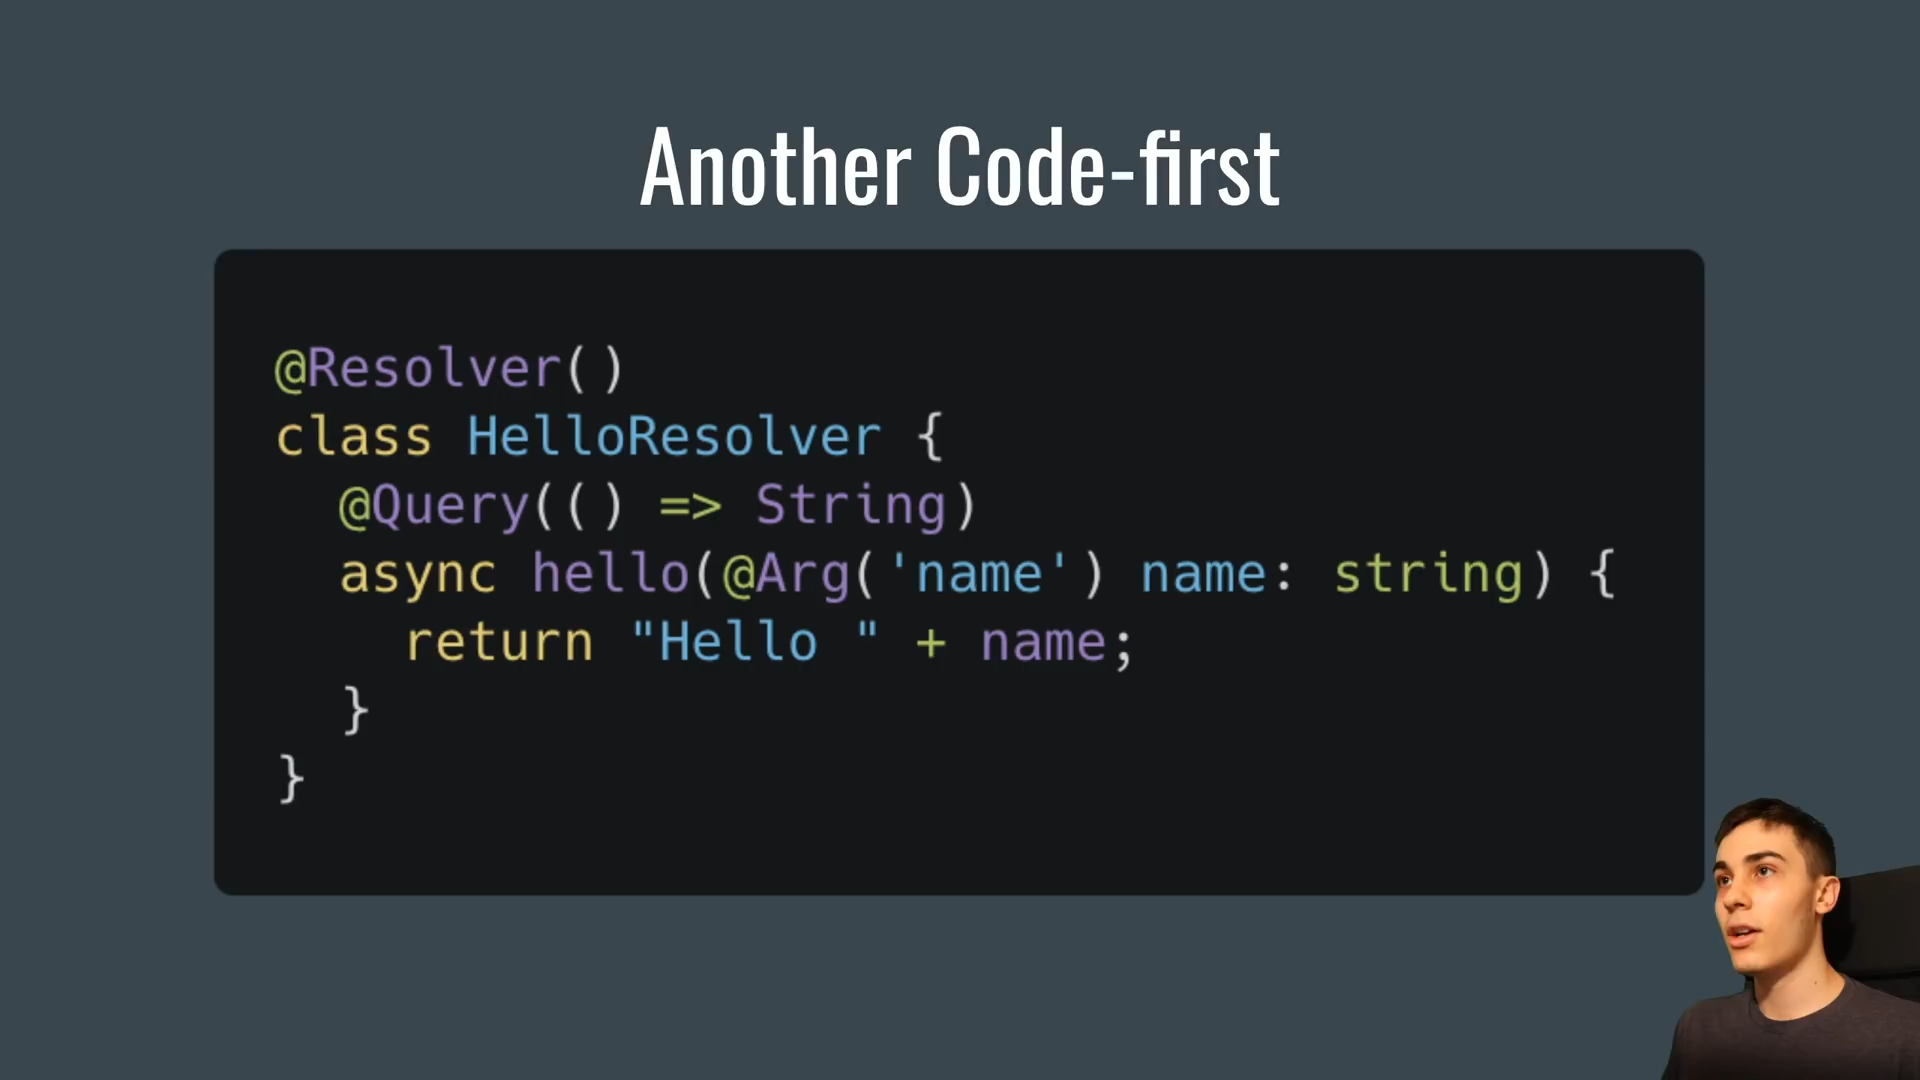 Another Code-first
@Resolver()
class HelloResolver {
  @Query(() => String)
  async hello(@Arg('name') name: string) {
    return "Hello " + name;
  }
}